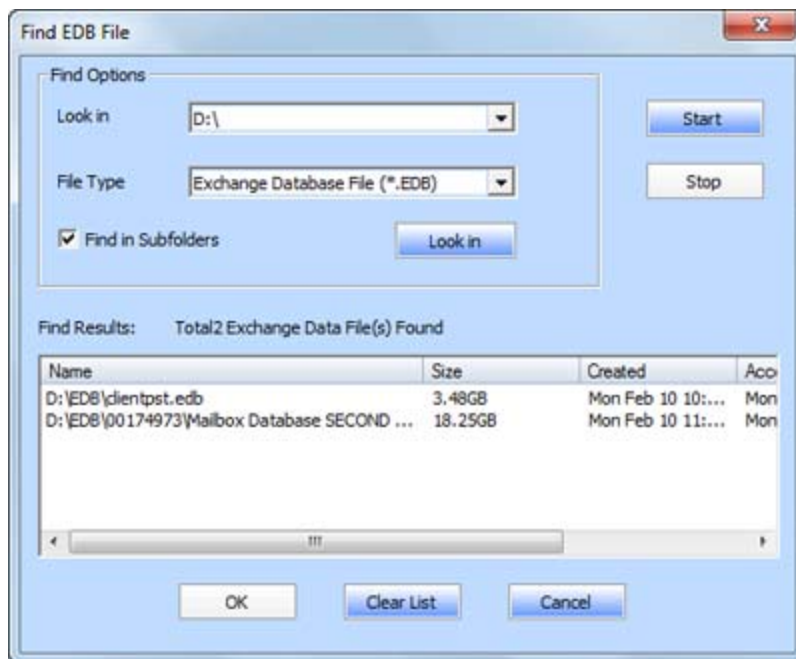 Find EDB File
Find Options
Look in
D:\
Start
File Type
Exchange Database File (*.EDB)
Stop
Find in Subfolders
Look in
Find Results: Total2 Exchange Data File(s) Found
Name Size Created Acce
D:\EDB\clientpst.edb 3.48GB Mon Feb 10 10:... Mon
D:\EDB\00174973\Mailbox Database SECOND ... 18.25GB Mon Feb 10 11:... Mon
OK
Clear List
Cancel